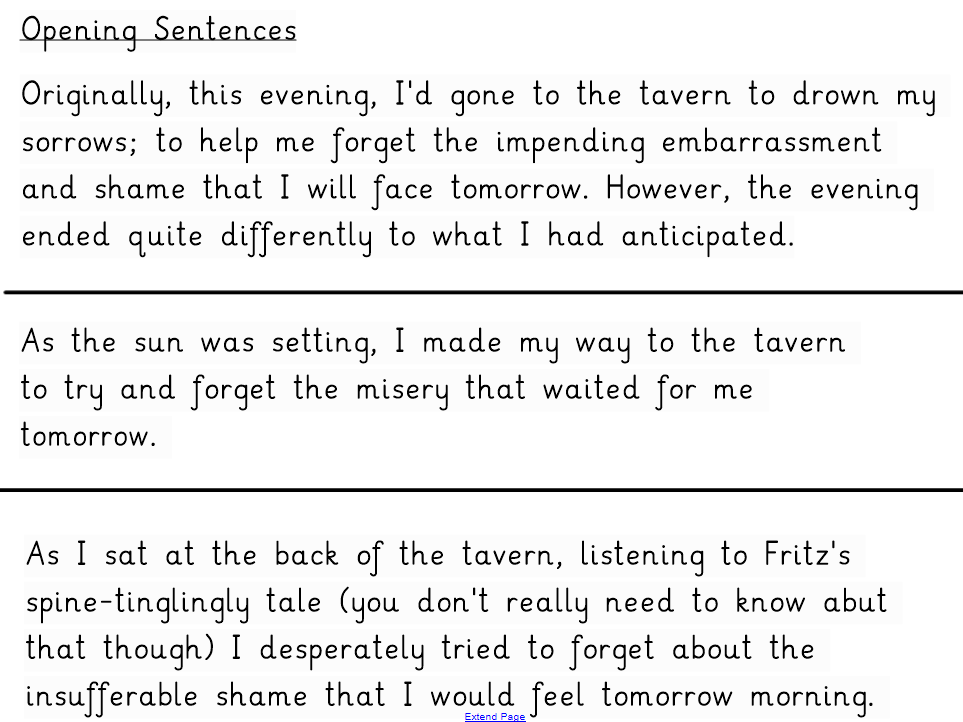 Opening Sentences
Originally, this evening, I'd gone to the tavern to drown my
sorrows; to help me forget the impending embarrassment
and shame that I will face tomorrow. However, the evening
ended quite differently to what I had anticipated.
As the sun was setting, I made my way to the tavern
to try and forget the misery that waited for me
tomorrow.
As I sat at the back of the tavern, listening to Fritz's
spine-tinglingly tale (you don't really need to know abut
that though) I desperately tried to forget about the
insufferable shame that I would feel tomorrow morning.
Extend Page